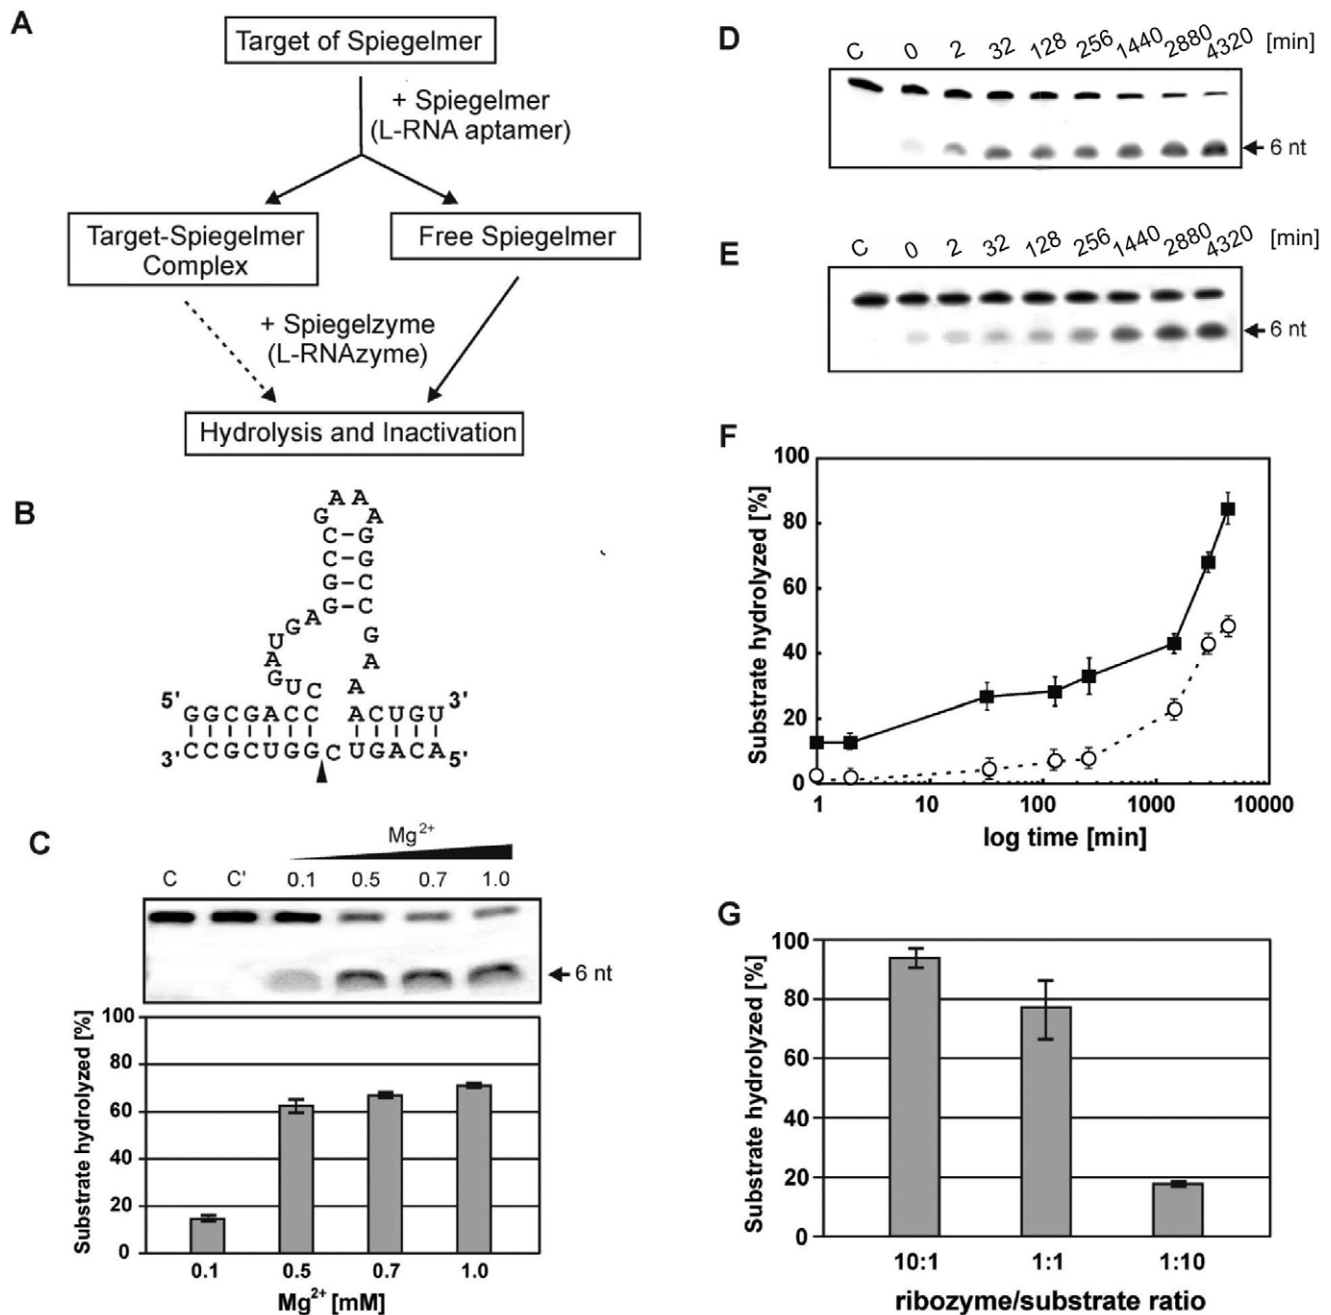 A
Target of Spiegelmer
+ Spiegelmer
(L-RNA aptamer)
Target-Spiegelmer
Complex
Free Spiegelmer
+ Spiegelzyme
(L-RNAzyme)
Hydrolysis and Inactivation
B
A A
G A
C-G
C-G
G-C
G-C
A
G G
U
A A
G
U C A
5' GGCGACC ACUGU 3'
3' CCGCUGGCUGACA 5'
C
Mg2+
C C' 0.1 0.5 0.7 1.0
6 nt
Substrate hydrolyzed [%]
100
80
60
40
20
0
0.1 0.5 0.7 1.0
Mg2+ [mM]
D
C 0 2 32 128 256 1440 2880 4320 [min]
6 nt
E
C 0 2 32 128 256 1440 2880 4320 [min]
6 nt
F
Substrate hydrolyzed [%]
100
80
60
40
20
0
1 10 100 1000 10000
log time [min]
G
Substrate hydrolyzed [%]
100
80
60
40
20
0
10:1 1:1 1:10
ribozyme/substrate ratio